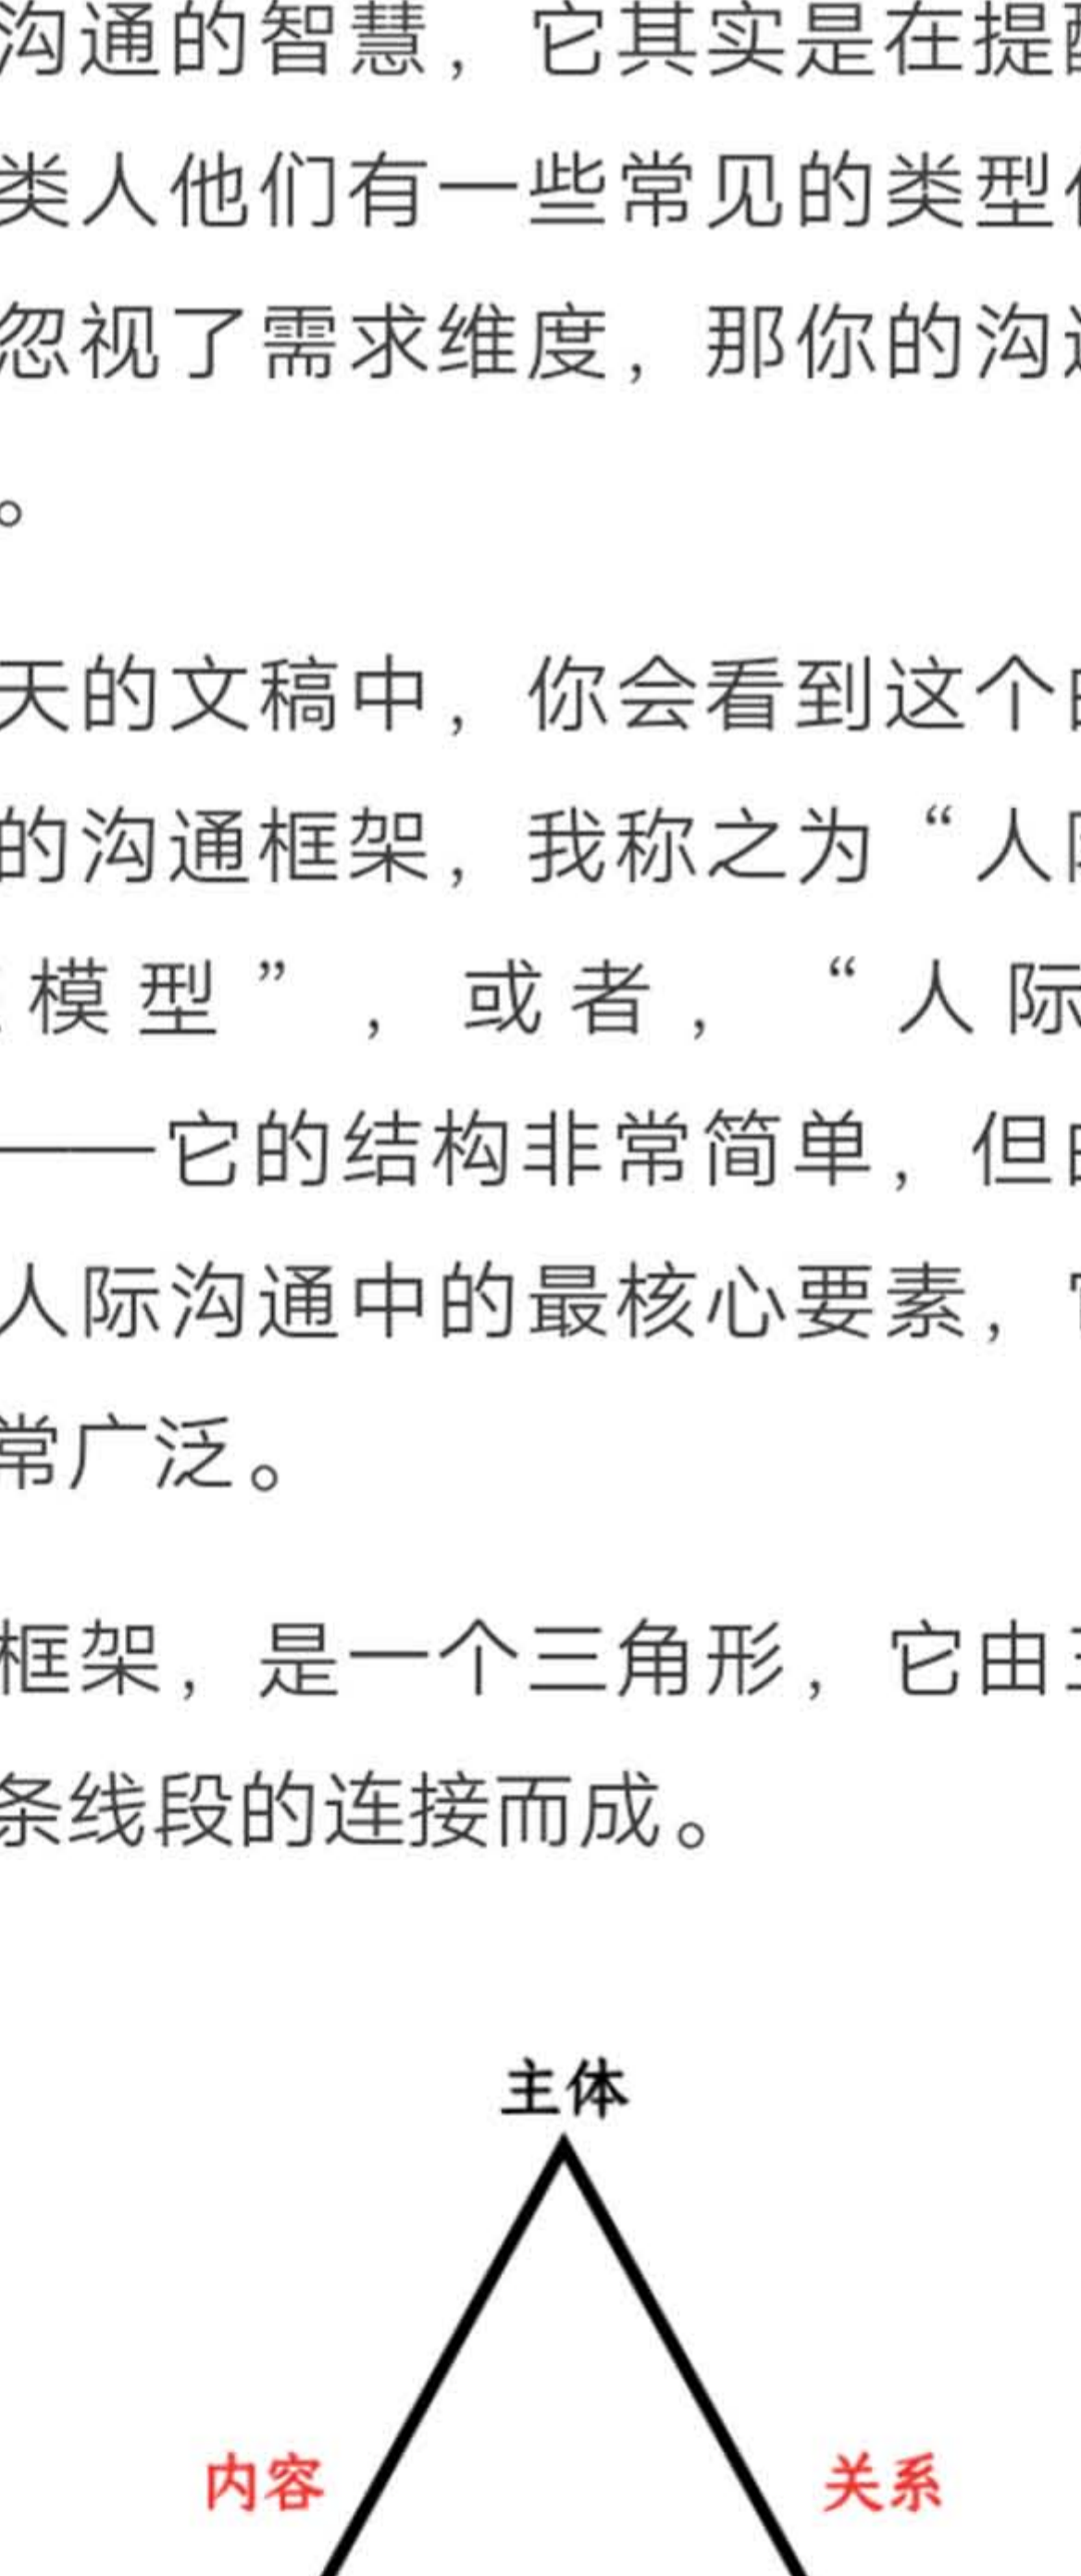 沟通的智慧，它其实是在提
类人他们有一些常见的类型
忽视了需求维度，那你的沟
。
天的文稿中，你会看到这个
的沟通框架，我称之为“人
模型”，或者，“人际
——它的结构非常简单，但
人际沟通中的最核心要素，
常广泛。
框架，是一个三角形，它由
条线段的连接而成。
主体
内容 关系